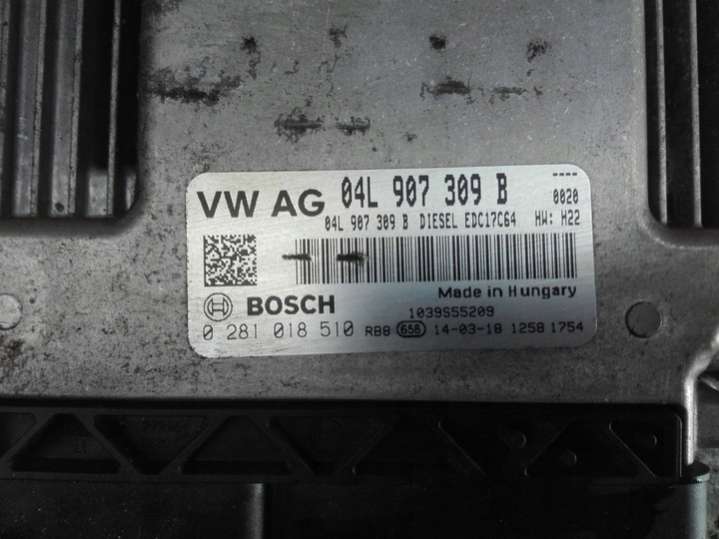 VW AG 04L 907 309 B ----
0020
04L 907 309 B DIESEL EDC17C64 HW: H22
BOSCH Made in Hungary
1039S55209
0 281 018 510 RB8 658 14-03-18 1258 1754